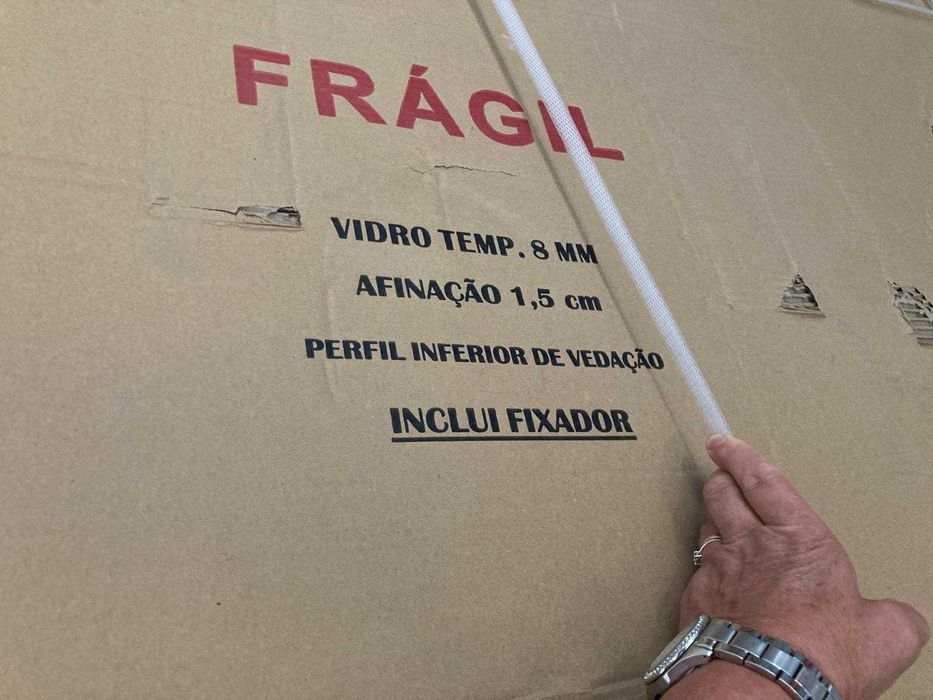 FRÁGIL
VIDRO TEMP. 8 MM
AFINAÇÃO 1,5 cm
PERFIL INFERIOR DE VEDAÇÃO
INCLUI FIXADOR